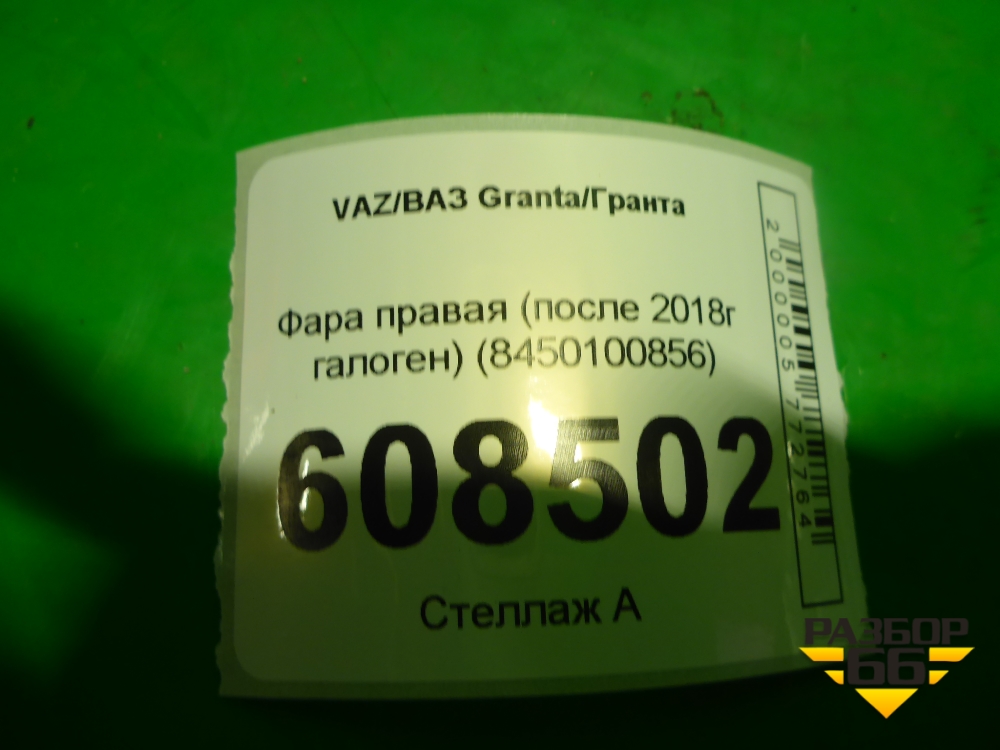 VAZ/ВАЗ Granta/Гранта
Фара правая (после 2018г
галоген) (8450100856)
608502
Стеллаж А
2000005772764
РАЗБОР
66